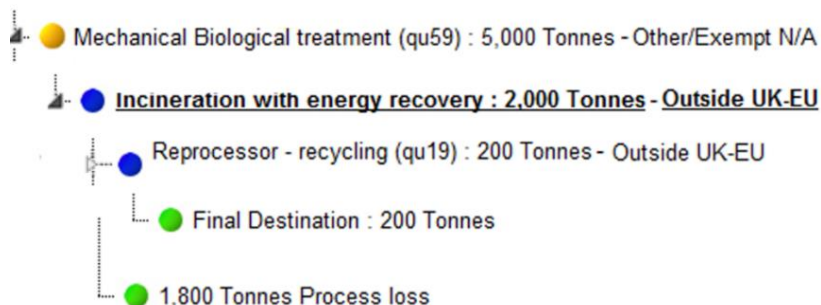 Mechanical Biological treatment (qu59) : 5,000 Tonnes - Other/Exempt N/A
Incineration with energy recovery : 2,000 Tonnes - Outside UK-EU
Reprocessor - recycling (qu19) : 200 Tonnes - Outside UK-EU
Final Destination : 200 Tonnes
1,800 Tonnes Process loss